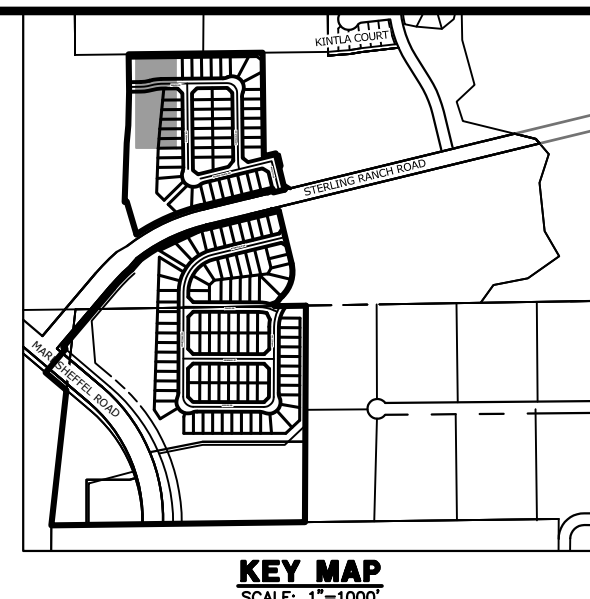 KINTLA COURT
STERLING RANCH ROAD
MARKSHEFFEL ROAD
KEY MAP
SCALE: 1"=1000'